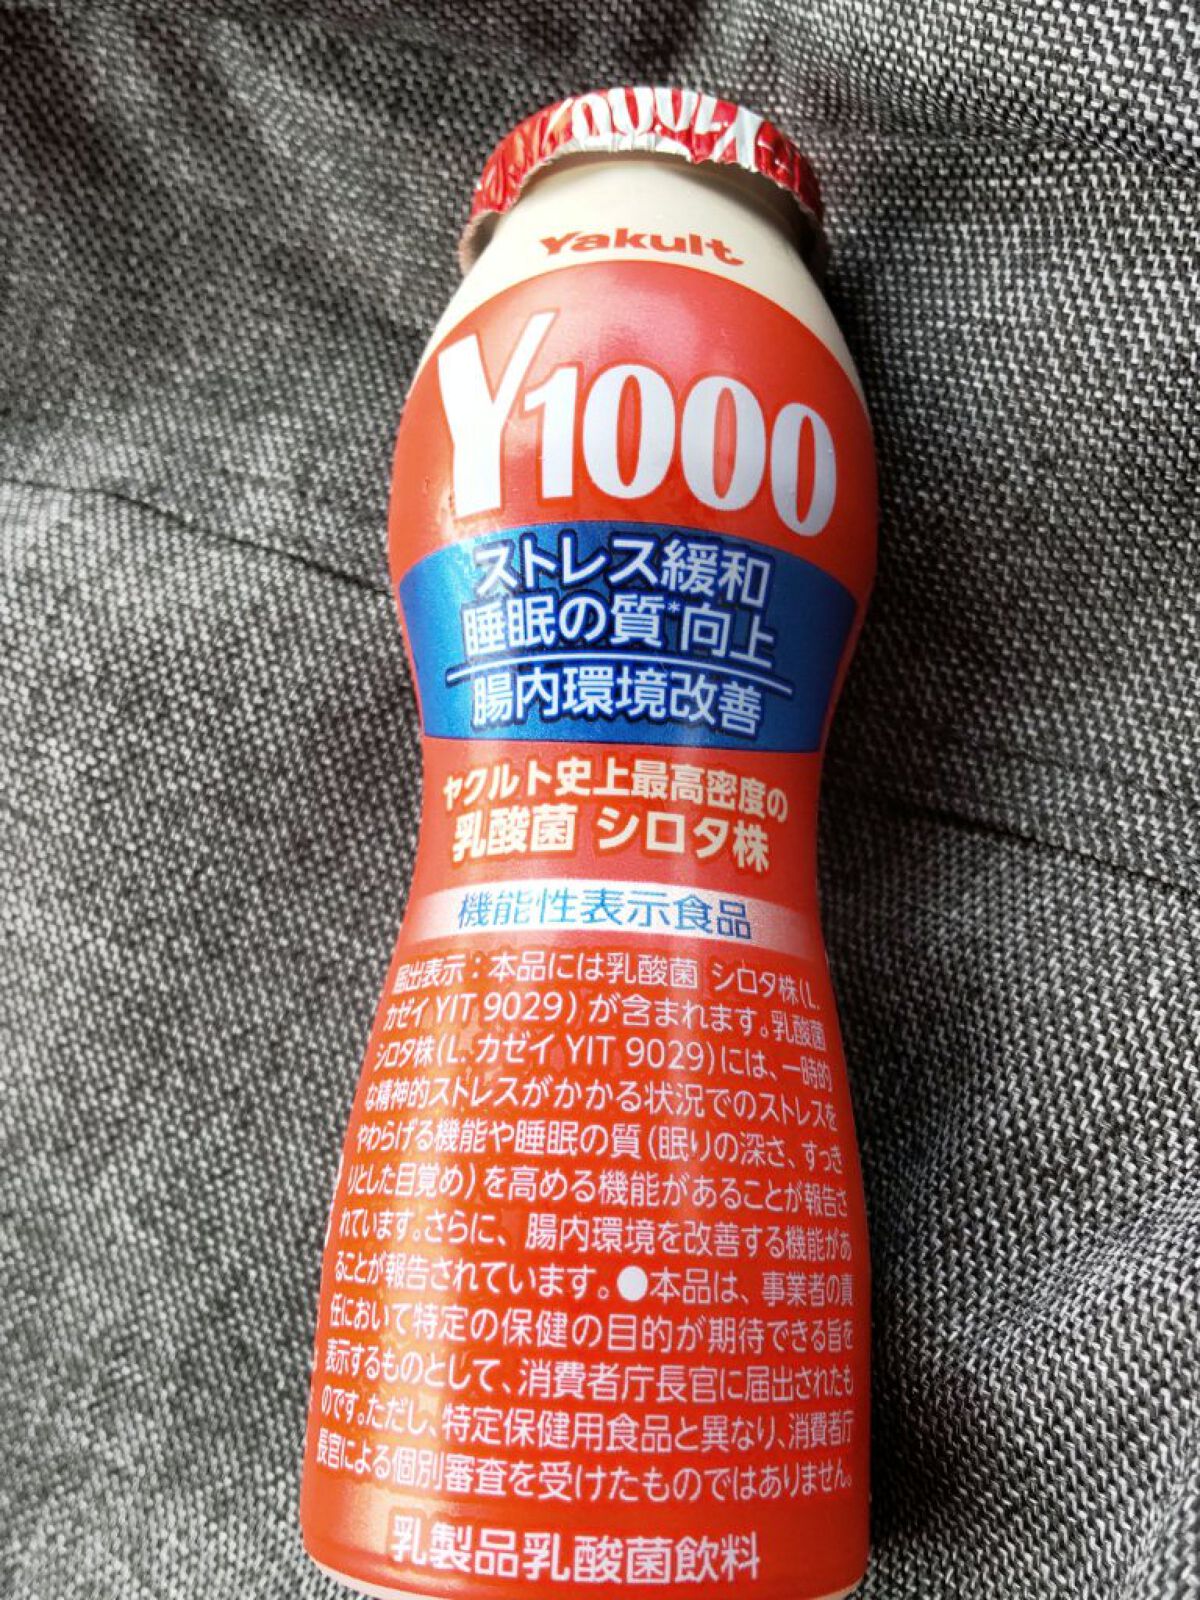 Y1000
Yakult
Y1000
ストレス緩和
睡眠の質*向上
腸内環境改善
ヤクルト史上最高密度の
乳酸菌 シロタ株
機能性表示食品
届出表示：本品には乳酸菌 シロタ株(L.
カゼイ YIT 9029)が含まれます。乳酸菌
シロタ株(L.カゼイ YIT 9029)には、一時的
な精神的ストレスがかかる状況でのストレスを
やわらげる機能や睡眠の質(眠りの深さ、すっき
りとした目覚め)を高める機能があることが報告さ
れています。さらに、腸内環境を改善する機能があ
ることが報告されています。●本品は、事業者の責
任において特定の保健の目的が期待できる旨を
表示するものとして、消費者庁長官に届出されたも
のです。ただし、特定保健用食品と異なり、消費者庁
長官による個別審査を受けたものではありません。
乳製品乳酸菌飲料